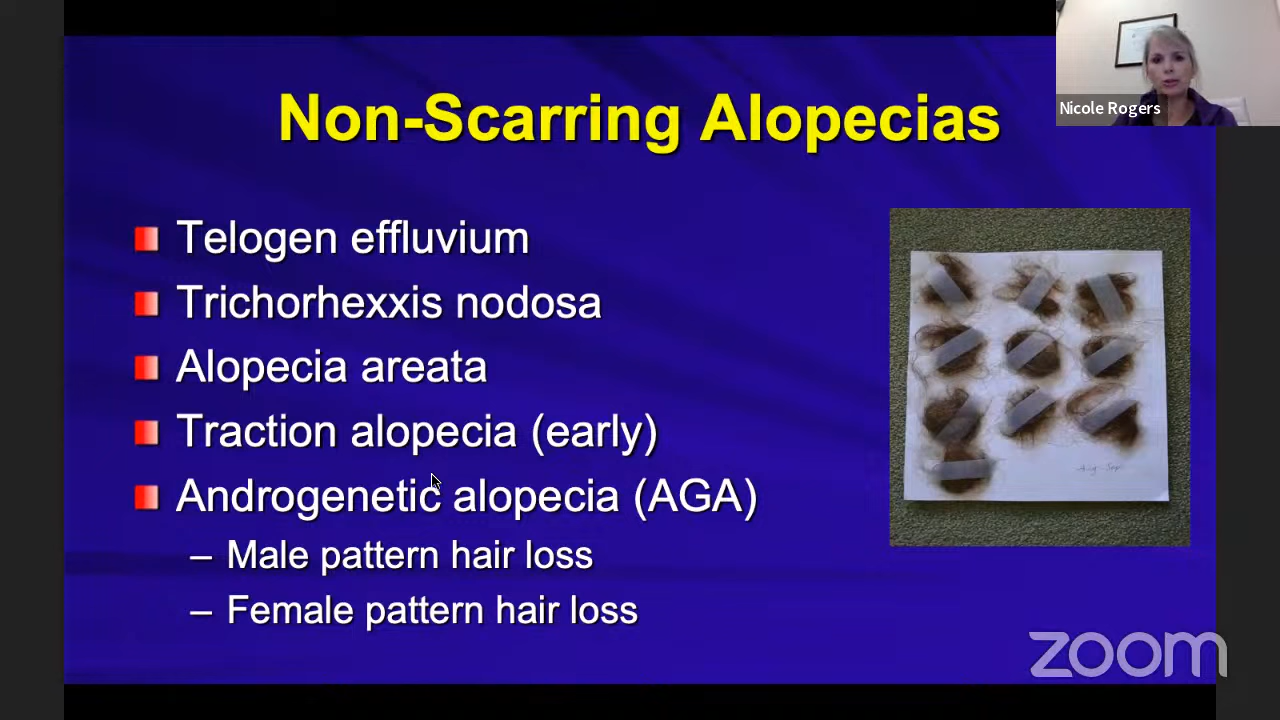 Non-Scarring Alopecias
Nicole Rogers
Telogen effluvium
Trichorhexxis nodosa
Alopecia areata
Traction alopecia (early)
Androgenetic alopecia (AGA)
– Male pattern hair loss
– Female pattern hair loss
zoom